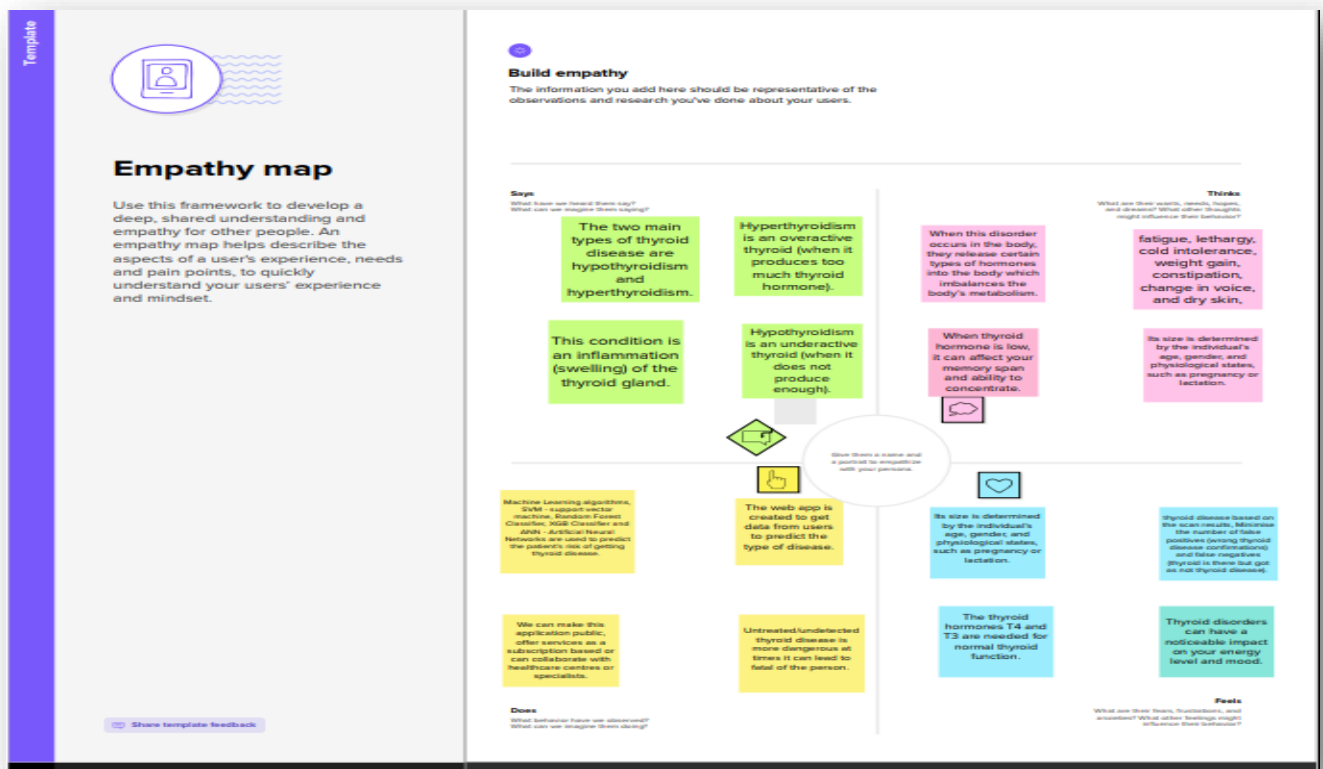 Template
Empathy map
Use this framework to develop a
deep, shared understanding and
empathy for other people. An
empathy map helps describe the
aspects of a user's experience, needs
and pain points, to quickly
understand your users' experience
and mindset.
Share template feedback
Build empathy
The information you add here should be representative of the
observations and research you've done about your users.
Says
What have we heard them say?
What can we imagine them saying?
The two main
types of thyroid
disease are
hypothyroidism
and
hyperthyroidism.
Hyperthyroidism
is an overactive
thyroid (when it
produces too
much thyroid
hormone).
This condition is
an inflammation
(swelling) of the
thyroid gland.
Hypothyroidism
is an underactive
thyroid (when it
does not
produce
enough).
Thinks
What are their wants, needs, hopes,
and dreams? What other thoughts
might influence their behavior?
When this disorder
occurs in the body,
they release certain
types of hormones
into the body which
imbalances the
body's metabolism.
fatigue, lethargy,
cold intolerance,
weight gain,
constipation,
change in voice,
and dry skin,
When thyroid
hormone is low,
it can affect your
memory span
and ability to
concentrate.
Its size is determined
by the individual's
age, gender, and
physiological states,
such as pregnancy or
lactation.
Give them a name and
a portrait to empathize
with your persona.
Machine Learning algorithms,
SVM - support vector
machine, Random Forest
Classifier, XGB Classifier and
ANN - Artificial Neural
Networks are used to predict
the patient's risk of getting
thyroid disease.
The web app is
created to get
data from users
to predict the
type of disease.
We can make this
application public,
offer services as a
subscription based or
can collaborate with
healthcare centres or
specialists.
Untreated/undetected
thyroid disease is
more dangerous at
times it can lead to
fatal of the person.
Does
What behavior have we observed?
What can we imagine them doing?
Its size is determined
by the individual's
age, gender, and
physiological states,
such as pregnancy or
lactation.
thyroid disease based on
the scan results, Minimise
the number of false
positives (wrong thyroid
disease confirmations)
and false negatives
(thyroid is there but got
as not thyroid disease).
The thyroid
hormones T4 and
T3 are needed for
normal thyroid
function.
Thyroid disorders
can have a
noticeable impact
on your energy
level and mood.
Feels
What are their fears, frustrations, and
anxieties? What other feelings might
influence their behavior?